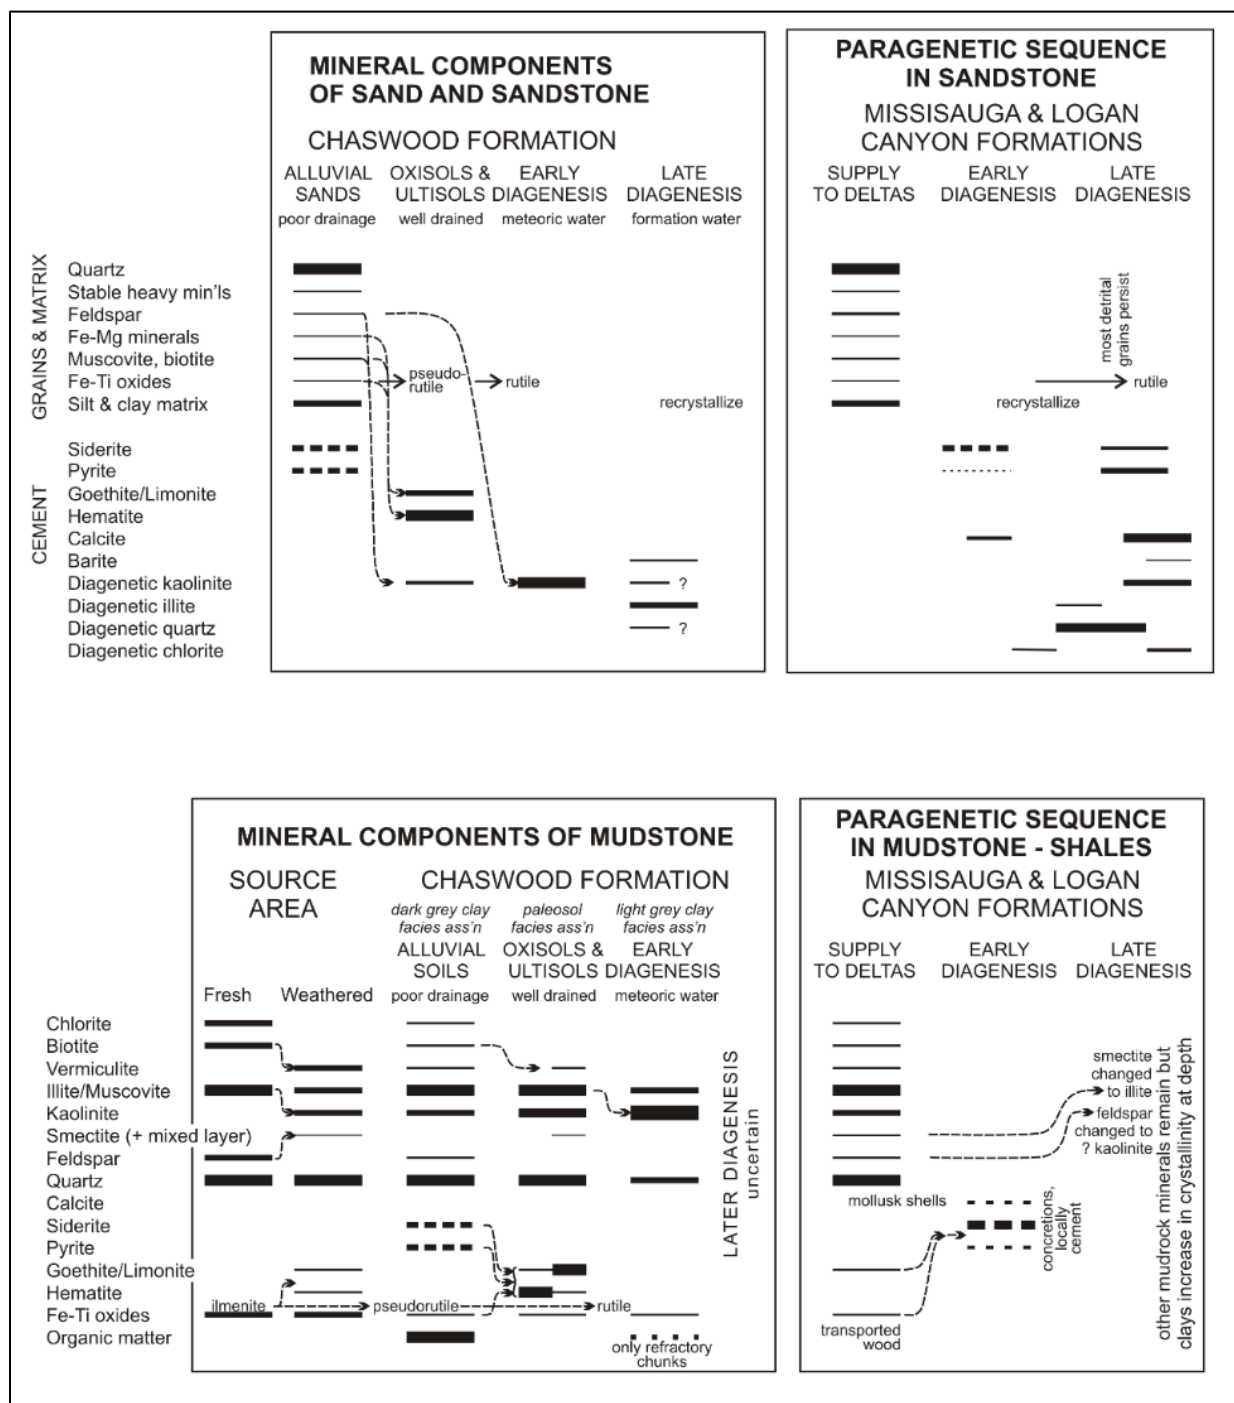 MINERAL COMPONENTS
OF SAND AND SANDSTONE
CHASWOOD FORMATION
ALLUVIAL
SANDS
poor drainage
OXISOLS &
ULTISOLS
well drained
EARLY
DIAGENESIS
meteoric water
LATE
DIAGENESIS
formation water
GRAINS & MATRIX
Quartz
Stable heavy min'ls
Feldspar
Fe-Mg minerals
Muscovite, biotite
Fe-Ti oxides
Silt & clay matrix
pseudo-
rutile
rutile
recrystallize
CEMENT
Siderite
Pyrite
Goethite/Limonite
Hematite
Calcite
Barite
Diagenetic kaolinite
?
Diagenetic illite
Diagenetic quartz
?
Diagenetic chlorite
PARAGENETIC SEQUENCE
IN SANDSTONE
MISSISAUGA & LOGAN
CANYON FORMATIONS
SUPPLY
TO DELTAS
EARLY
DIAGENESIS
LATE
DIAGENESIS
most detrital
grains persist
rutile
recrystallize
MINERAL COMPONENTS OF MUDSTONE
SOURCE
AREA
Fresh
Weathered
CHASWOOD FORMATION
dark grey clay
facies ass'n
ALLUVIAL
SOILS
poor drainage
paleosol
facies ass'n
OXISOLS &
ULTISOLS
well drained
light grey clay
facies ass'n
EARLY
DIAGENESIS
meteoric water
Chlorite
Biotite
Vermiculite
Illite/Muscovite
Kaolinite
Smectite (+ mixed layer)
Feldspar
Quartz
Calcite
Siderite
Pyrite
Goethite/Limonite
Hematite
ilmenite
pseudorutile
rutile
Fe-Ti oxides
Organic matter
only refractory
chunks
LATER DIAGENESIS
uncertain
PARAGENETIC SEQUENCE
IN MUDSTONE - SHALES
MISSISAUGA & LOGAN
CANYON FORMATIONS
SUPPLY
TO DELTAS
EARLY
DIAGENESIS
LATE
DIAGENESIS
smectite
changed
to illite
feldspar
changed to
? kaolinite
mollusk shells
concretions,
locally
cement
transported
wood
other mudrock minerals remain but
clays increase in crystallinity at depth